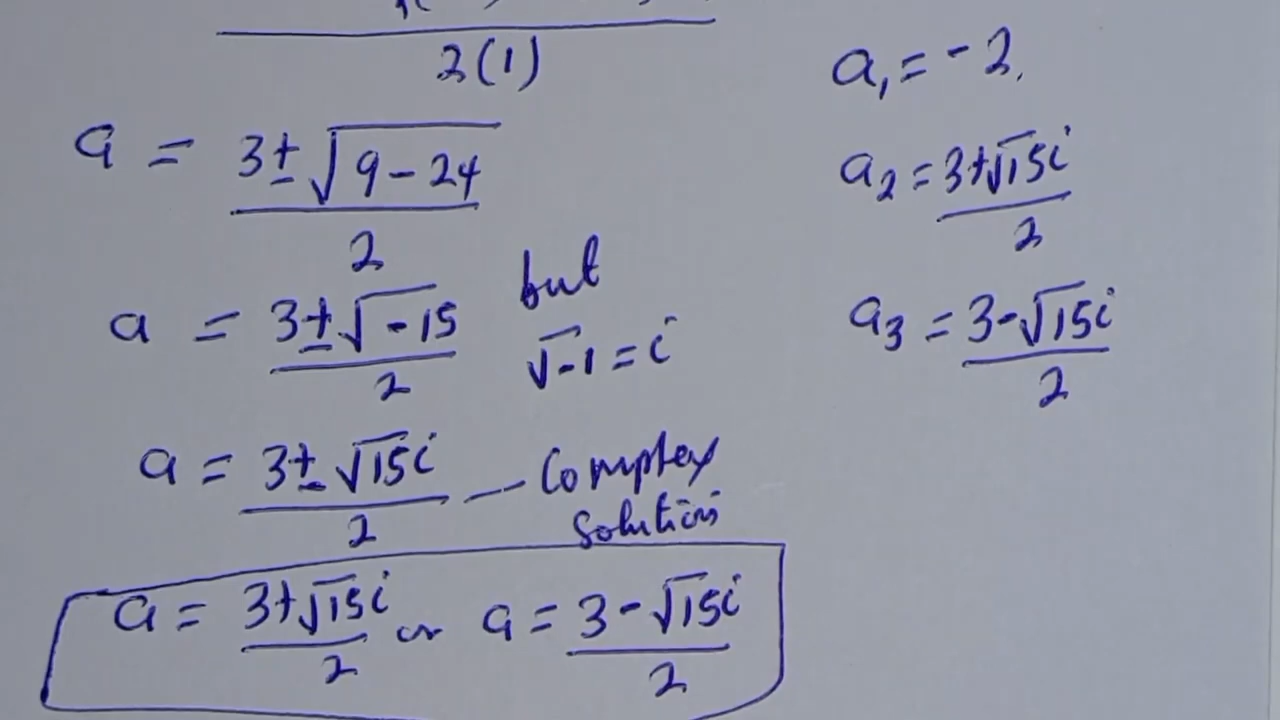 2(1)
a = 3±√9-24
2
a = 3±√-15
2
but
√-1 = i
a = 3±√15i
2
— Complex
Solutions
a = 3+√15i or a = 3-√15i
2 2
a₁ = -2.
a₂ = 3+√15i
2
a₃ = 3-√15i
2